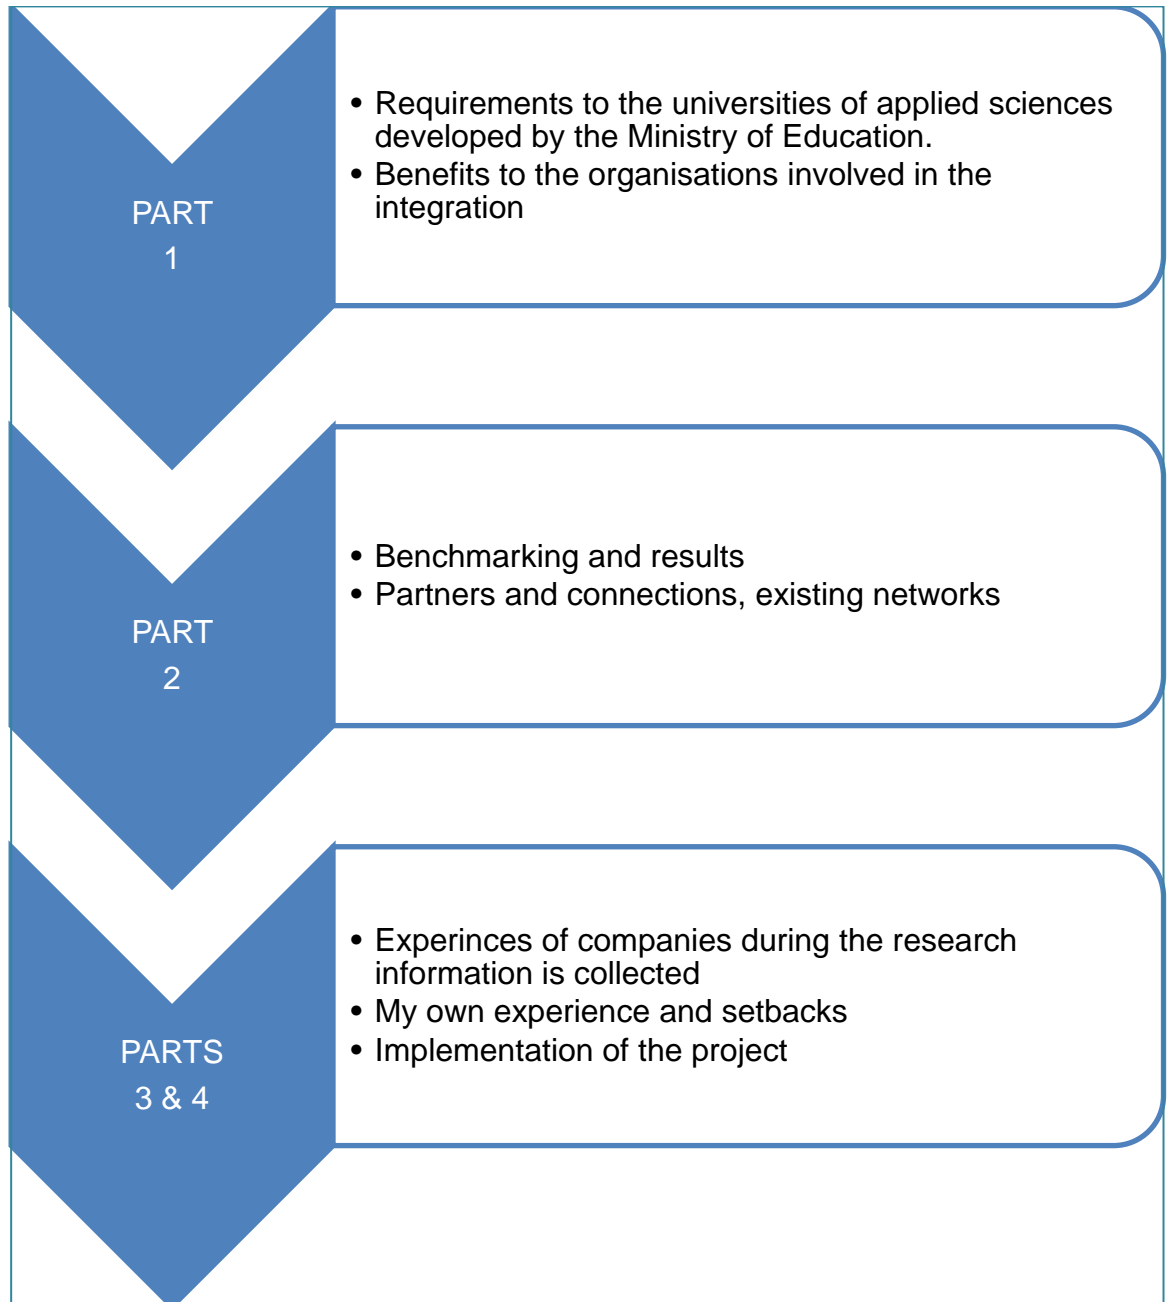 PART
1
• Requirements to the universities of applied sciences
developed by the Ministry of Education.
• Benefits to the organisations involved in the
integration
PART
2
• Benchmarking and results
• Partners and connections, existing networks
PARTS
3 & 4
• Experinces of companies during the research
information is collected
• My own experience and setbacks
• Implementation of the project